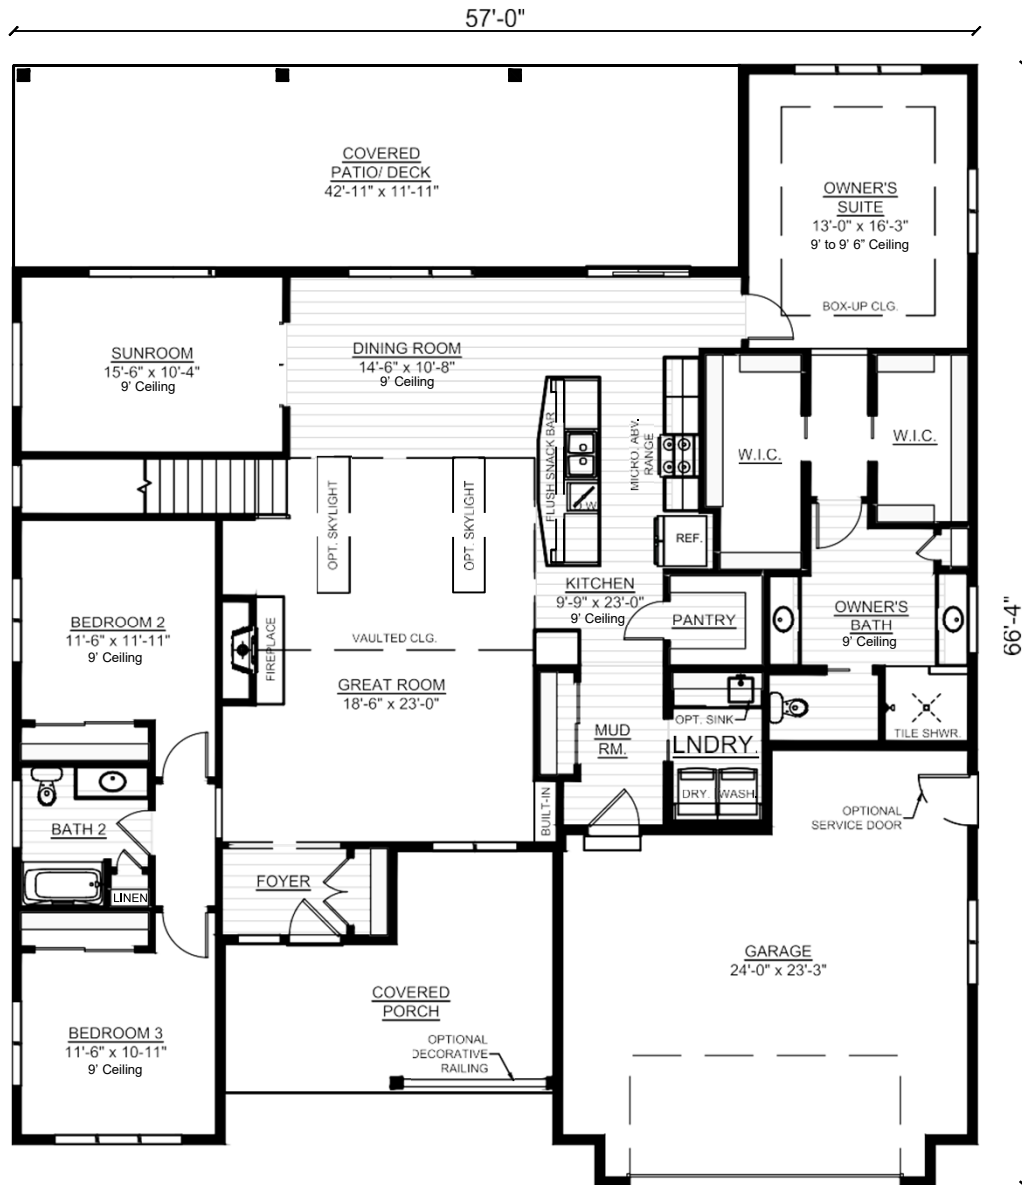 57'-0"
COVERED
PATIO/ DECK
42'-11" x 11'-11"
OWNER'S
SUITE
13'-0" x 16'-3"
9' to 9' 6" Ceiling
BOX-UP CLG.
SUNROOM
15'-6" x 10'-4"
9' Ceiling
DINING ROOM
14'-6" x 10'-8"
9' Ceiling
FLUSH SNACK BAR
MICRO. ABV.
RANGE
W.I.C.
W.I.C.
OPT. SKYLIGHT
OPT. SKYLIGHT
REF.
KITCHEN
9'-9" x 23'-0"
9' Ceiling
PANTRY
OWNER'S
BATH
9' Ceiling
66'-4"
BEDROOM 2
11'-6" x 11'-11"
9' Ceiling
FIREPLACE
VAULTED CLG.
GREAT ROOM
18'-6" x 23'-0"
MUD
RM.
OPT. SINK
LNDRY.
DRY.
WASH.
TILE SHWR.
BUILT-IN
OPTIONAL
SERVICE DOOR
BATH 2
LINEN
FOYER
GARAGE
24'-0" x 23'-3"
COVERED
PORCH
OPTIONAL
DECORATIVE
RAILING
BEDROOM 3
11'-6" x 10-11"
9' Ceiling